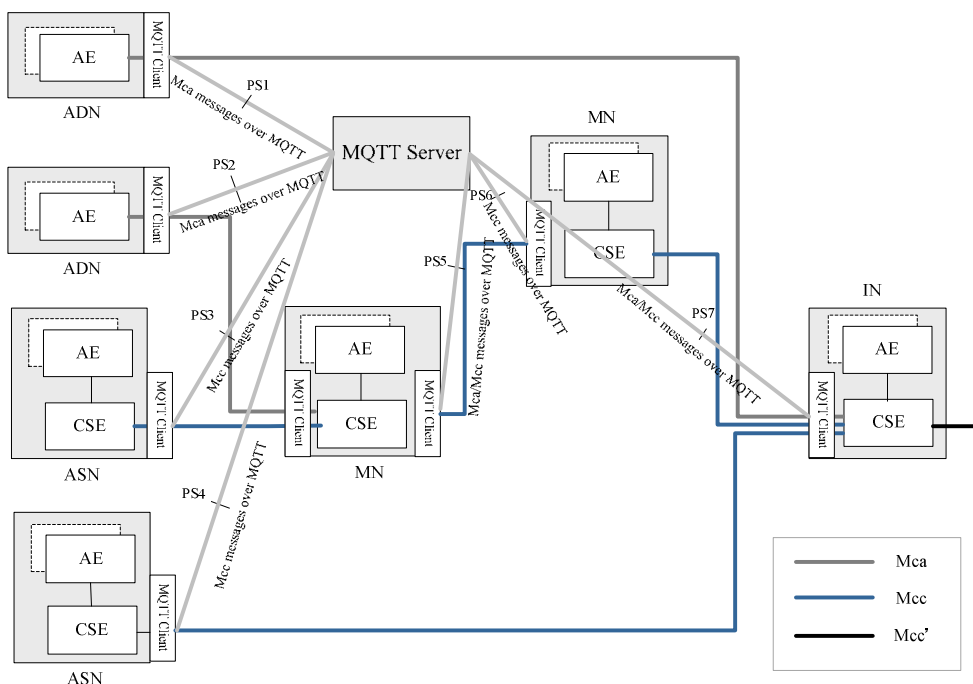 AE
MQTT Client
ADN
PS1
Mca messages over MQTT
AE
MQTT Client
ADN
PS2
Mca messages over MQTT
MQTT Server
MN
AE
CSE
MQTT Client
PS6
Mcc messages over MQTT
PS5
Mca/Mcc messages over MQTT
PS7
Mca/Mcc messages over MQTT
AE
CSE
MQTT Client
ASN
PS3
Mcc messages over MQTT
MQTT Client
AE
CSE
MQTT Client
MN
IN
AE
CSE
MQTT Client
PS4
Mcc messages over MQTT
AE
CSE
MQTT Client
ASN
Mca
Mcc
Mcc’